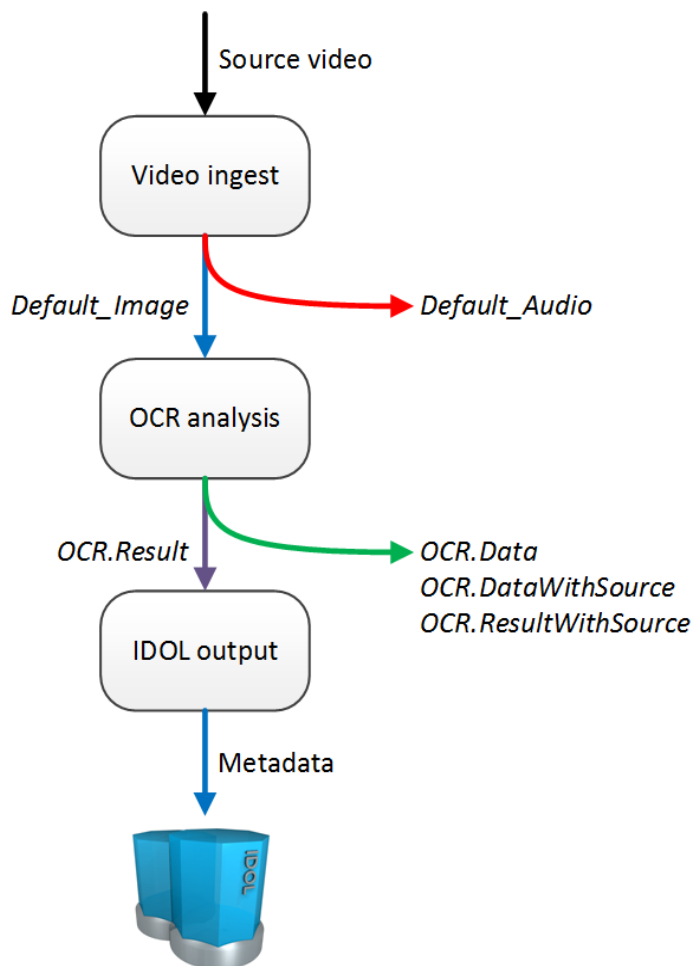 Source video
Video ingest
Default_Image
Default_Audio
OCR analysis
OCR.Result
OCR.Data
OCR.DataWithSource
OCR.ResultWithSource
IDOL output
Metadata
IDOL